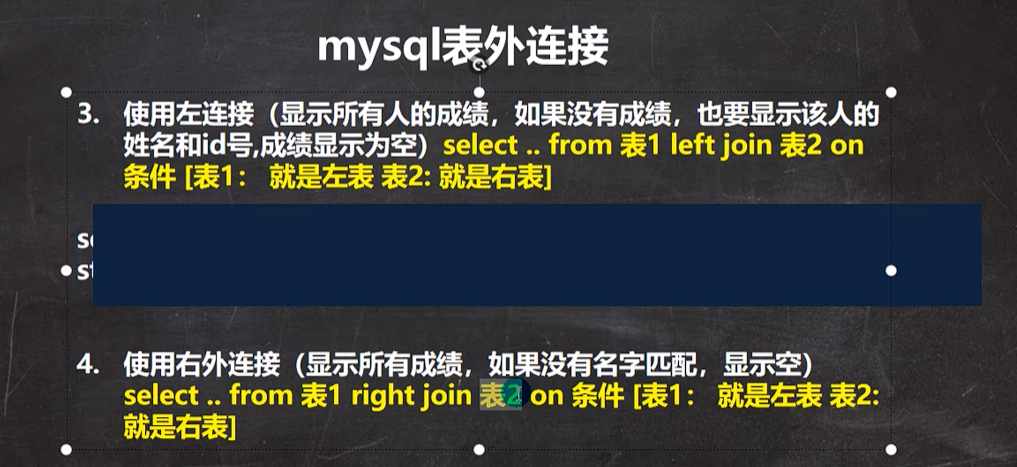 mysql表外连接
3. 使用左连接（显示所有人的成绩，如果没有成绩，也要显示该人的
姓名和id号,成绩显示为空）select .. from 表1 left join 表2 on
条件 [表1： 就是左表 表2: 就是右表]
4. 使用右外连接（显示所有成绩，如果没有名字匹配，显示空）
select .. from 表1 right join 表2 on 条件 [表1： 就是左表 表2:
就是右表]